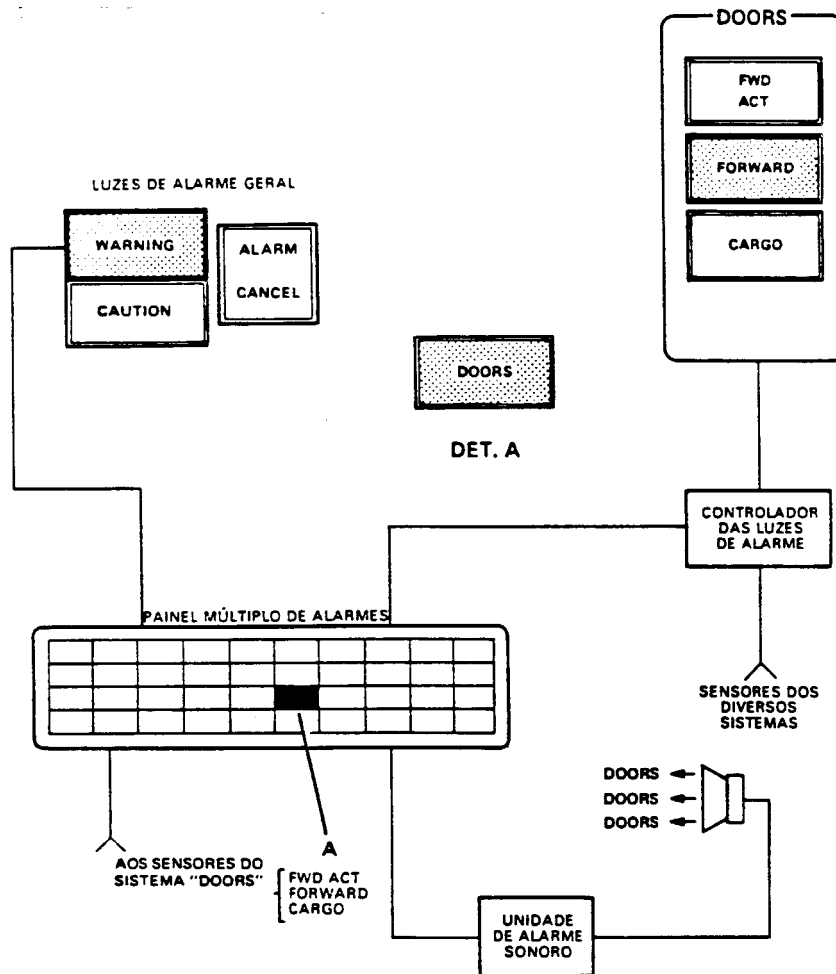 DOORS
FWD
ACT
FORWARD
CARGO
LUZES DE ALARME GERAL
WARNING
CAUTION
ALARM
CANCEL
DOORS
DET. A
CONTROLADOR
DAS LUZES
DE ALARME
PAINEL MÚLTIPLO DE ALARMES
SENSORES DOS
DIVERSOS
SISTEMAS
DOORS
DOORS
DOORS
A
AOS SENSORES DO
SISTEMA "DOORS"
FWD ACT
FORWARD
CARGO
UNIDADE
DE ALARME
SONORO